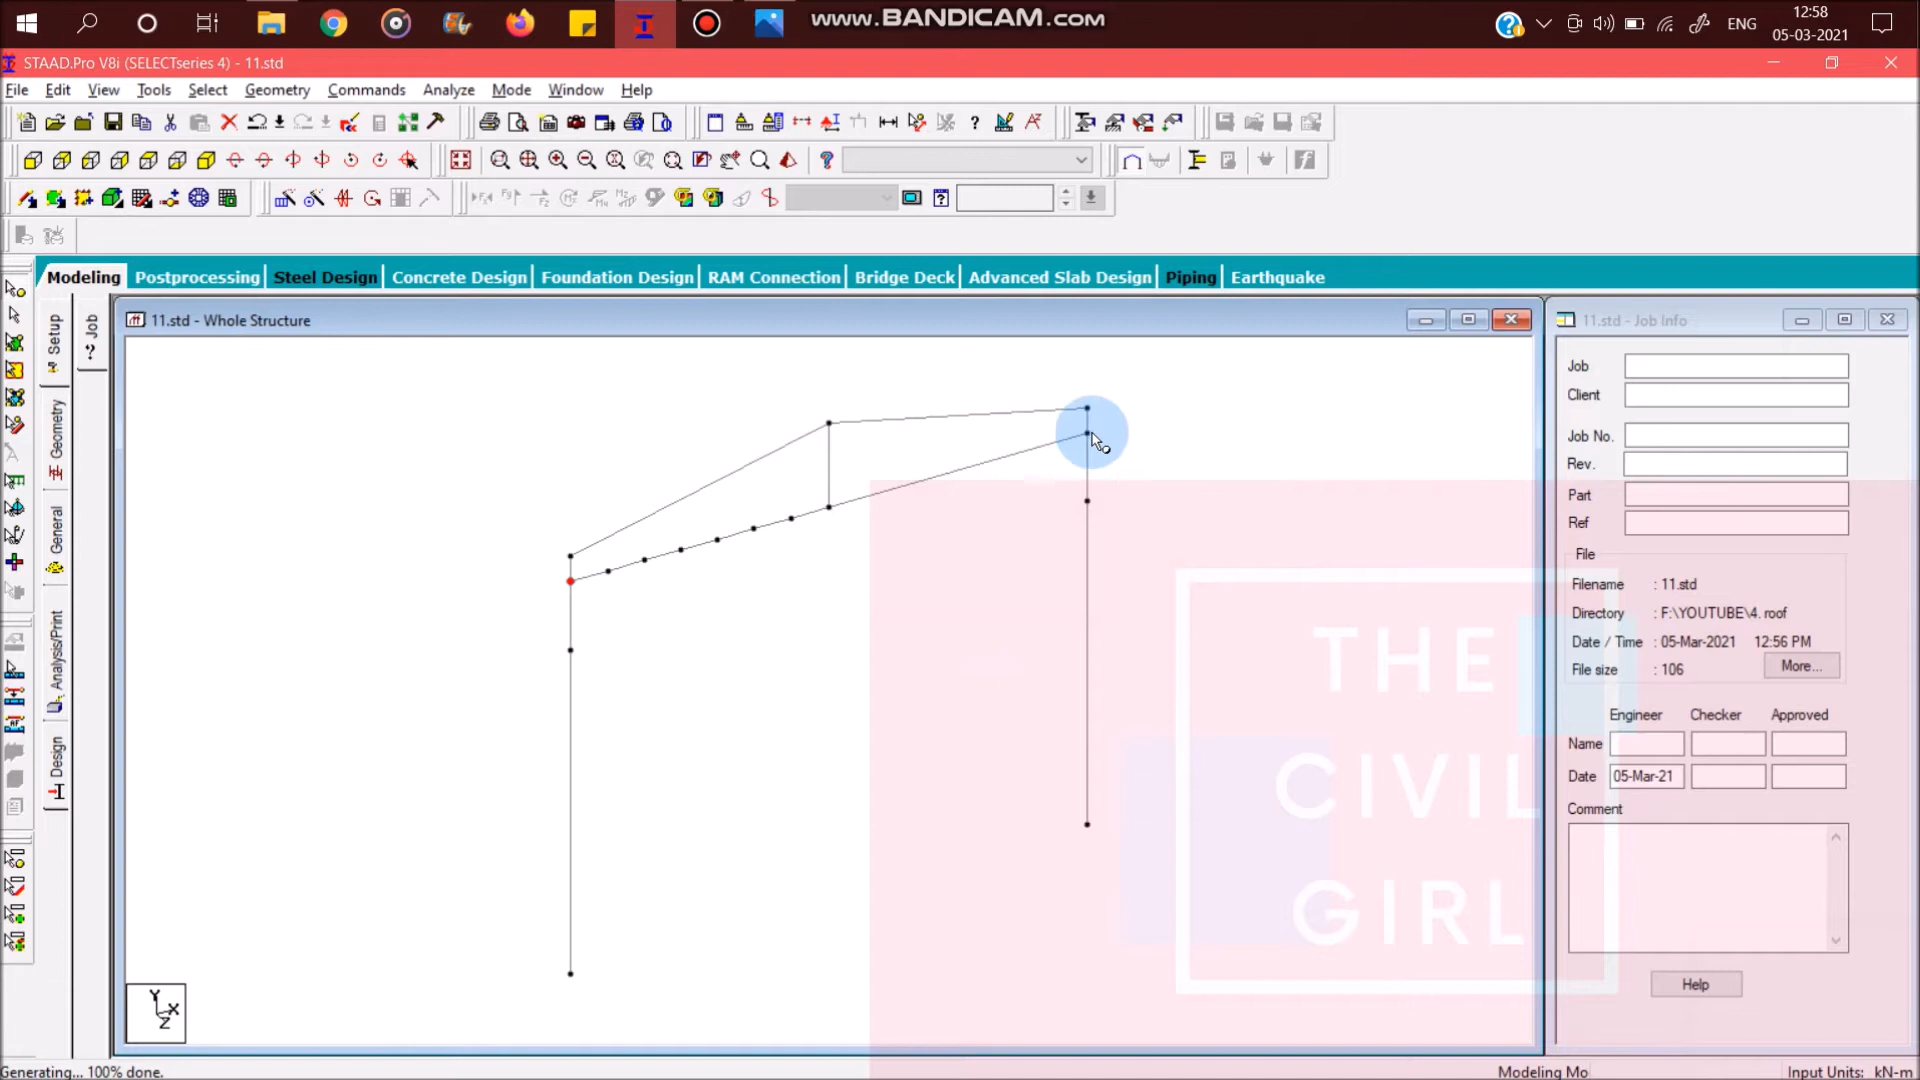 www.BANDICAM.com
ENG
12:58
05-03-2021
STAAD.Pro V8i (SELECTseries 4) - 11.std
File Edit View Tools Select Geometry Commands Analyze Mode Window Help
Modeling Postprocessing Steel Design Concrete Design Foundation Design RAM Connection Bridge Deck Advanced Slab Design Piping Earthquake
Setup
Geometry
General
Analysis/Print
Design
Job
11.std - Whole Structure
11.std - Job Info
Job
Client
Job No.
Rev.
Part
Ref
File
Filename : 11.std
Directory : F:\YOUTUBE\4. roof
Date / Time : 05-Mar-2021 12:56 PM
File size : 106
More...
Engineer Checker Approved
Name
Date 05-Mar-21
Comment
Help
THE
CIVIL
GIRL
Y
X
Z
Generating... 100% done.
Modeling Mo
Input Units: kN-m